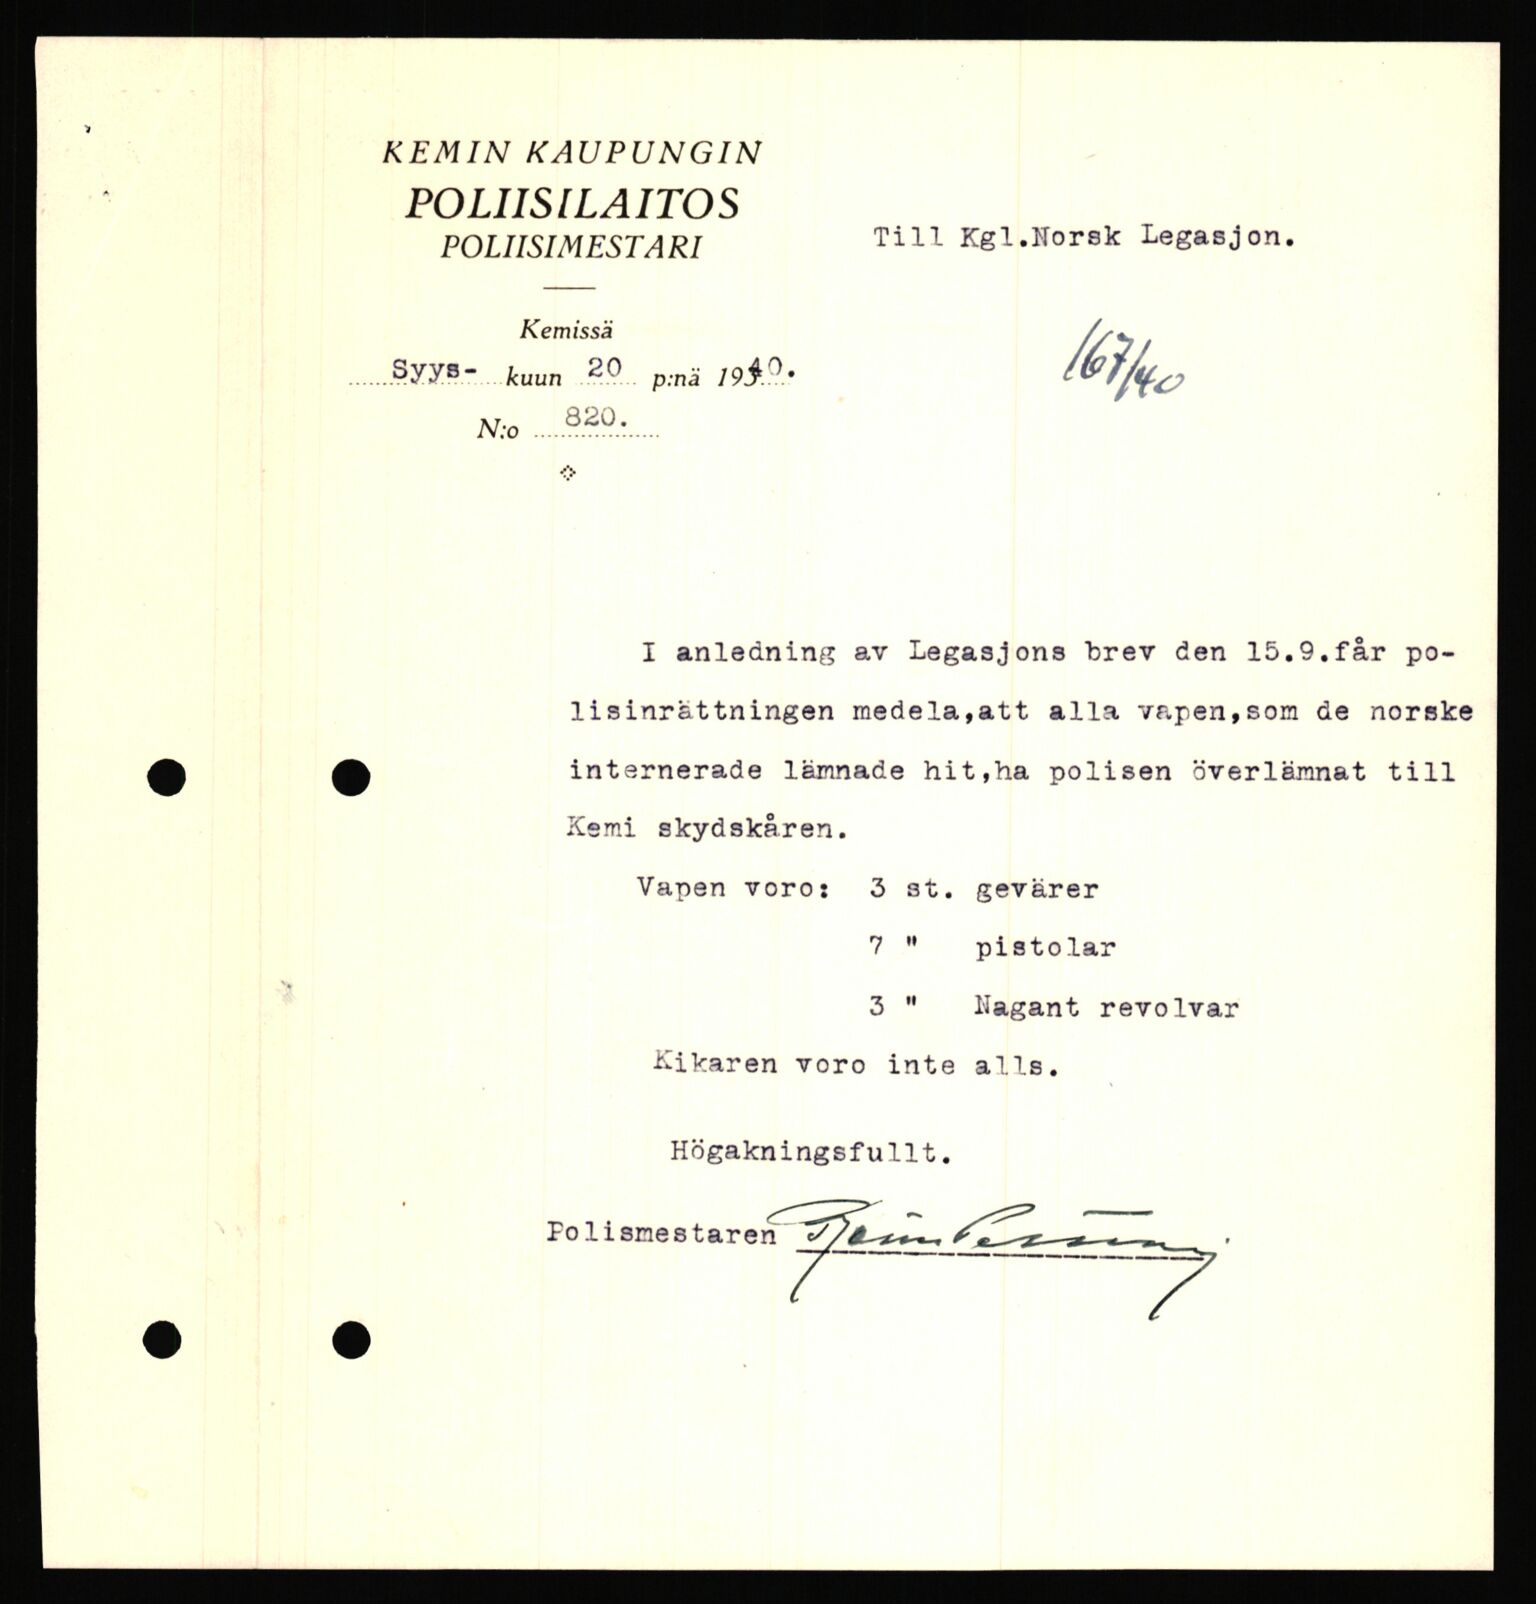 KEMIN KAUPUNGIN
POLIISILAITOS
POLIISIMESTARI
Kemissä
Syys- kuun 20 p:nä 1940.
N:o 820.
Till Kgl.Norsk Legasjon.
167/40
I anledning av Legasjons brev den 15.9.får po-
lisinrättningen medela,att alla vapen,som de norske
internerade lämnade hit,ha polisen överlämnat till
Kemi skydskåren.
Vapen voro: 3 st. gevärer
7 " pistolar
3 " Nagant revolvar
Kikaren voro inte alls.
Högakningsfullt.
Polismestaren